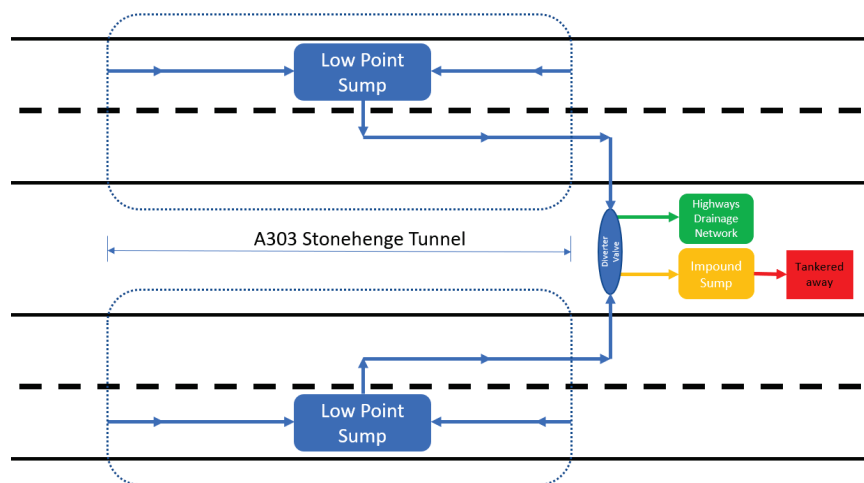 Low Point
Sump
Highways
Drainage
Network
A303 Stonehenge Tunnel
Diverter
Valve
Impound
Sump
Tankered
away
Low Point
Sump